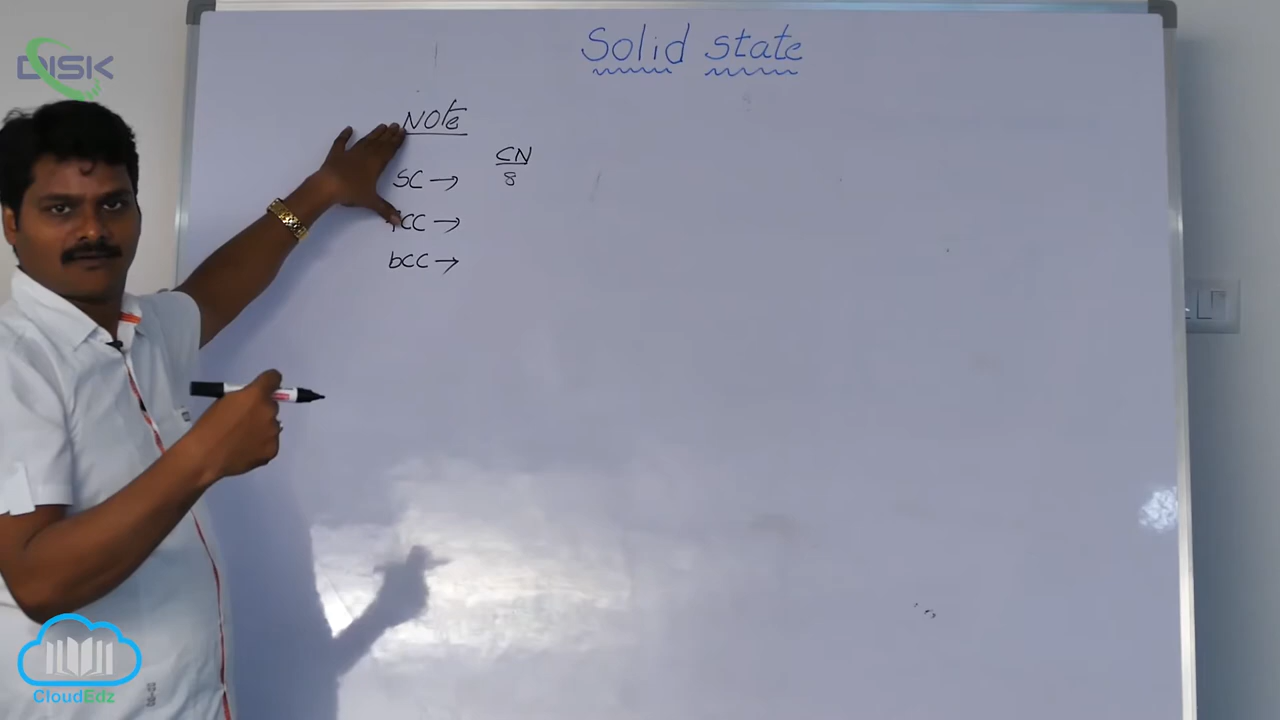 DISK
Solid state
Note
CN
SC → 8
CC →
bCC →
CloudEdz